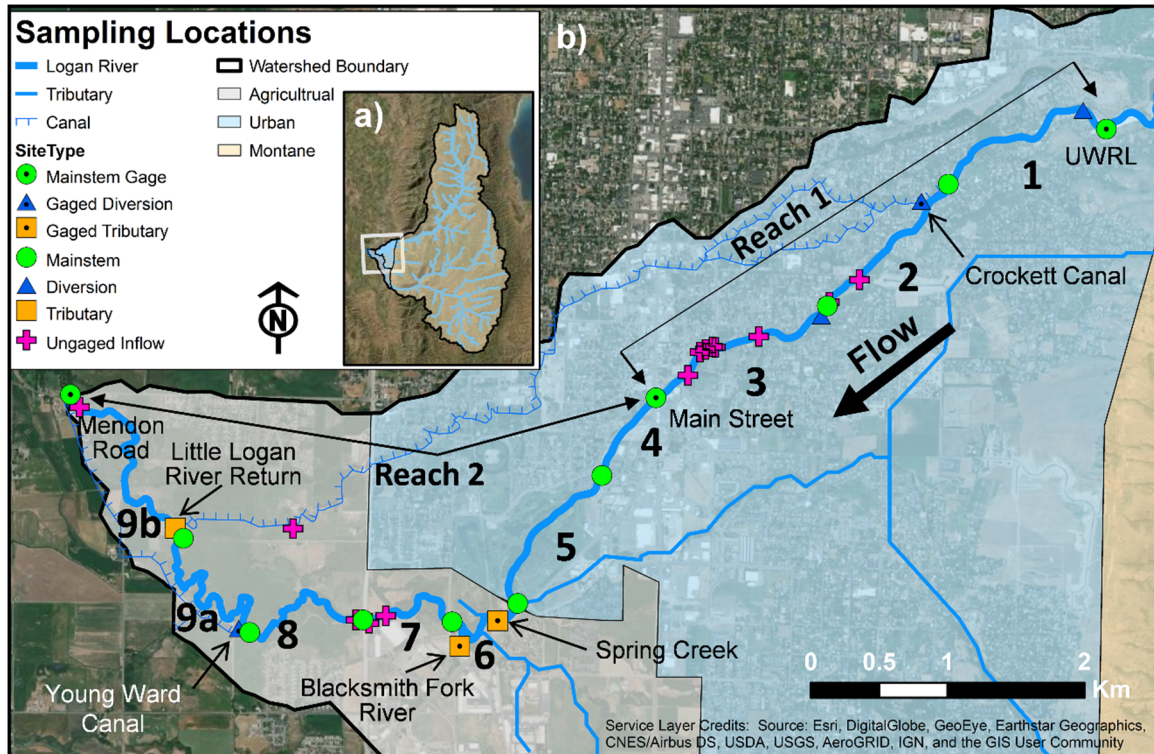 Sampling Locations
Logan River
Tributary
Canal
SiteType
Mainstem Gage
Gaged Diversion
Gaged Tributary
Mainstem
Diversion
Tributary
Ungaged Inflow
Watershed Boundary
Agricultrual
Urban
Montane
N
a)
b)
UWRL
1
Reach 1
2
Crockett Canal
3
Flow
Main Street
4
Mendon
Road
Little Logan
River Return
Reach 2
9b
5
9a
8
7
6
Spring Creek
Young Ward
Canal
Blacksmith Fork
River
0 0.5 1 2
Km
Service Layer Credits: Source: Esri, DigitalGlobe, GeoEye, Earthstar Geographics,
CNES/Airbus DS, USDA, USGS, AeroGRID, IGN, and the GIS User Community